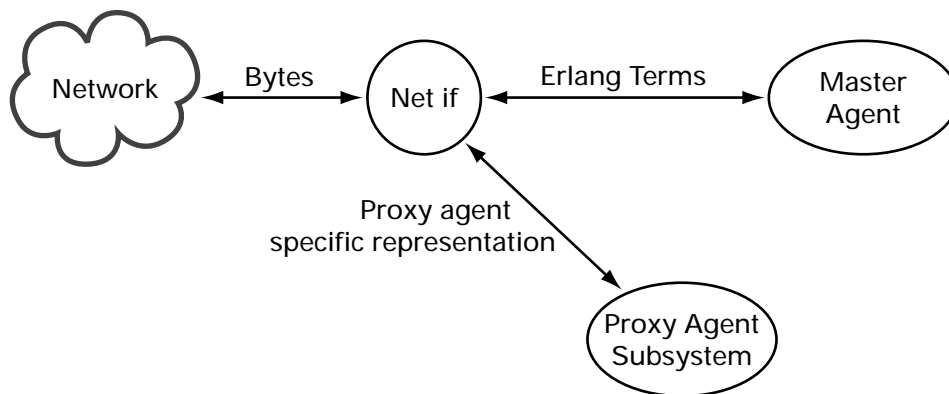 Network
Bytes
Net if
Erlang Terms
Master
Agent
Proxy agent
specific representation
Proxy Agent
Subsystem